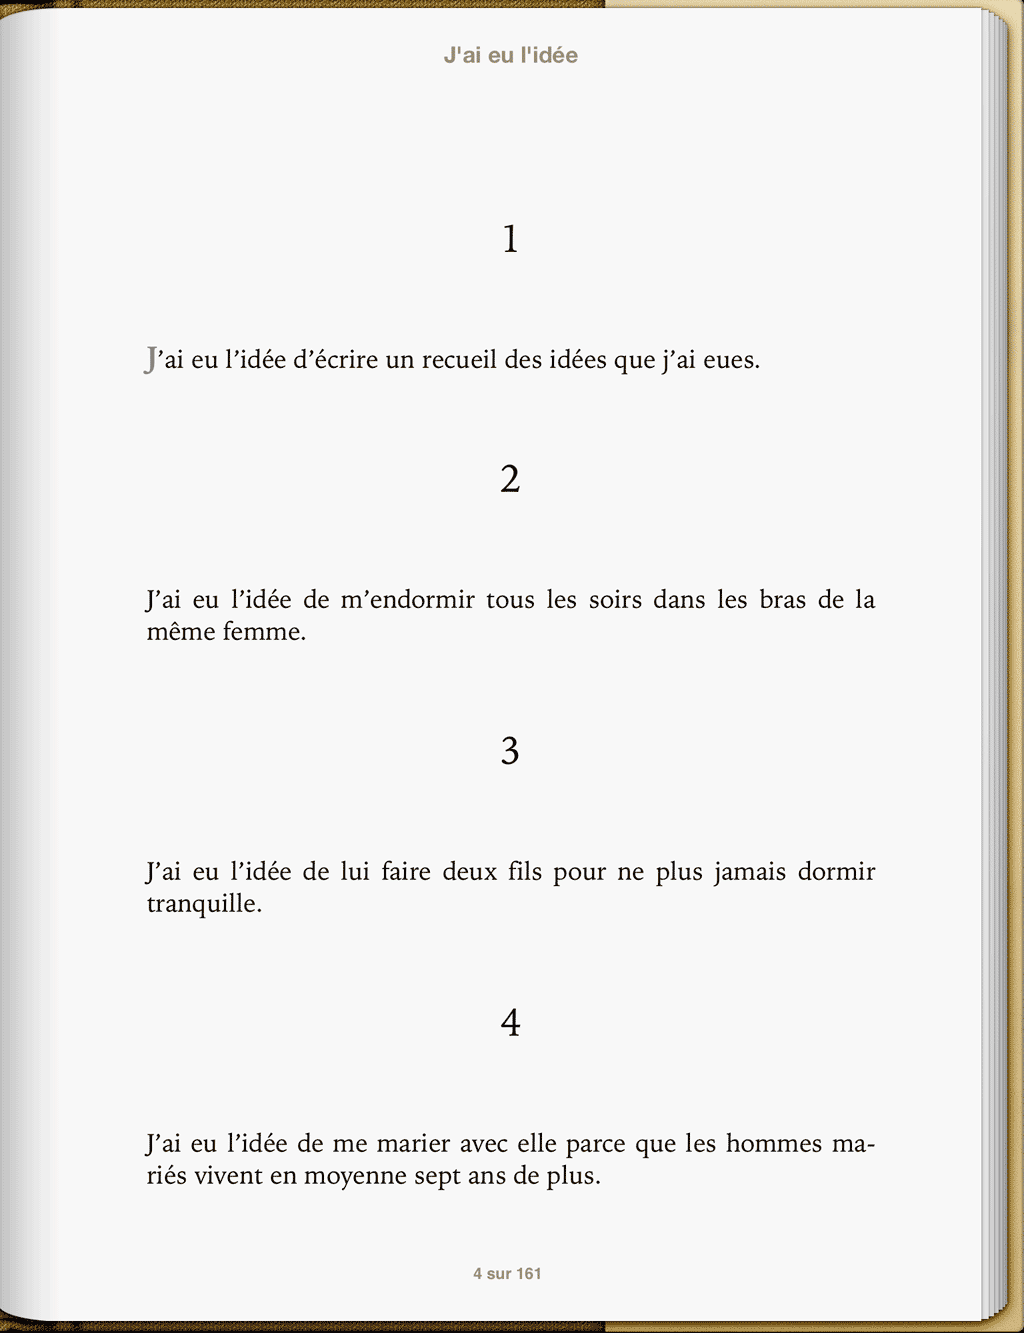 J'ai eu l'idée
1
J’ai eu l’idée d’écrire un recueil des idées que j’ai eues.
2
J’ai eu l’idée de m’endormir tous les soirs dans les bras de la
même femme.
3
J’ai eu l’idée de lui faire deux fils pour ne plus jamais dormir
tranquille.
4
J’ai eu l’idée de me marier avec elle parce que les hommes ma-
riés vivent en moyenne sept ans de plus.
4 sur 161